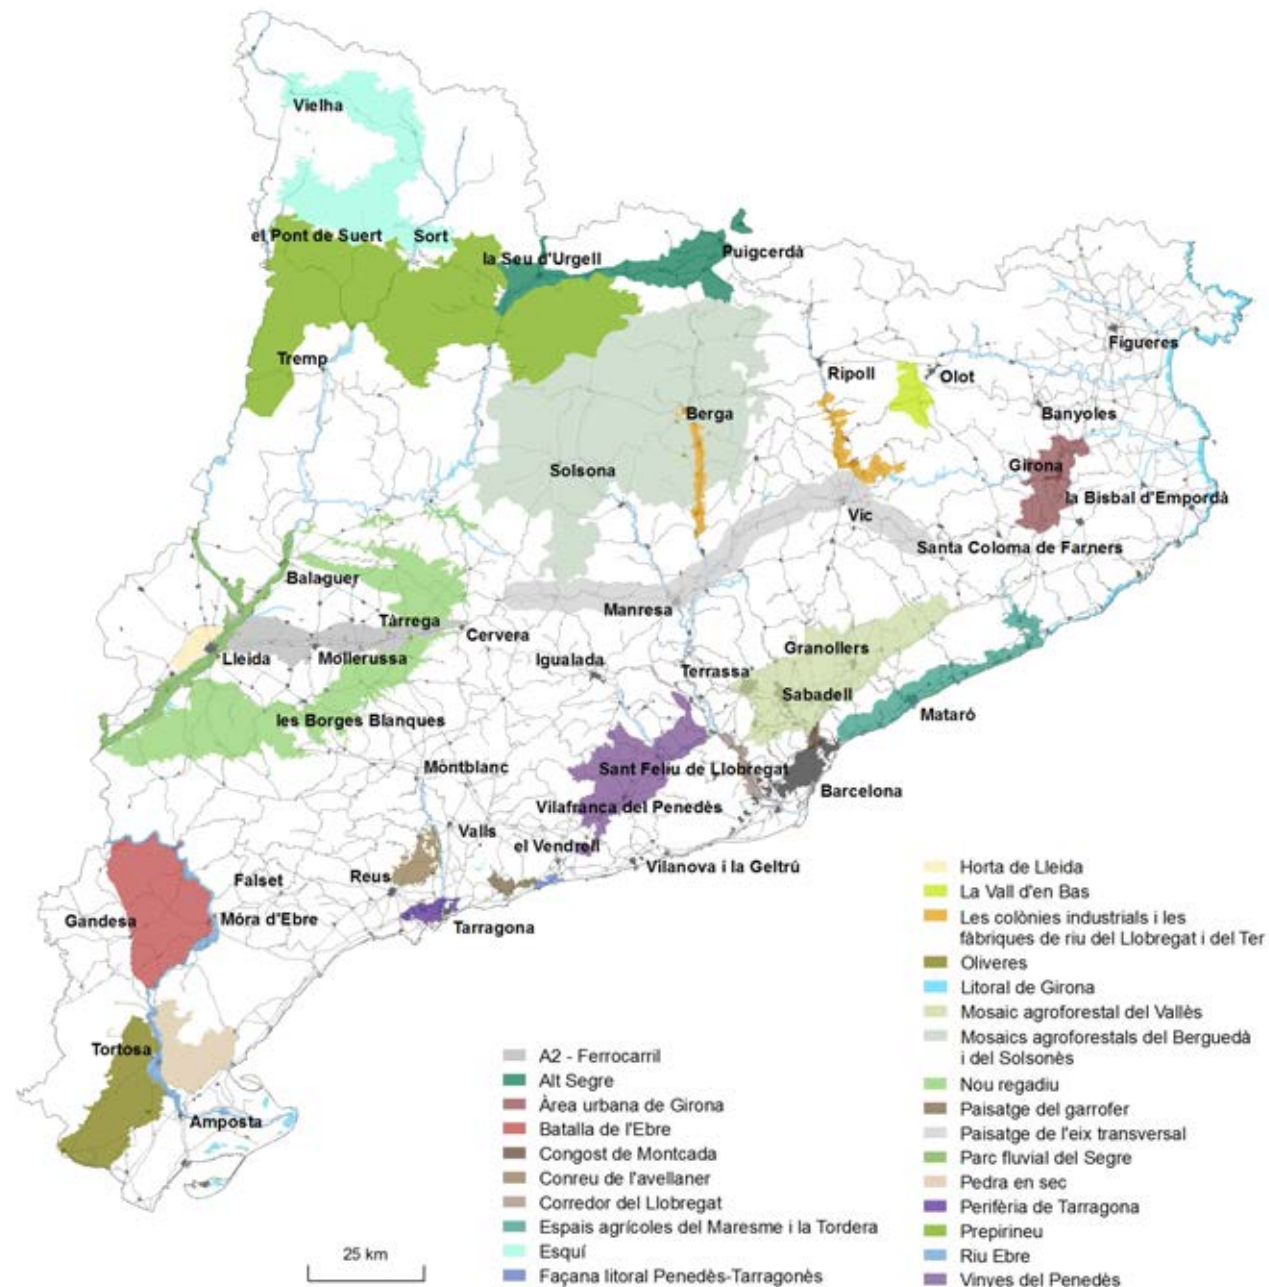 Vielha
el Pont de Suert
Sort
la Seu d'Urgell
Puigcerdà
Figueres
Tremp
Ripoll
Olot
Berga
Banyoles
Solsona
Girona
la Bisbal d'Empordà
Vic
Santa Coloma de Farners
Balaguer
Manresa
Tàrrega
Cervera
Lleida
Mollerussa
Igualada
Granollers
Terrassa
Sabadell
les Borges Blanques
Mataró
Montblanc
Sant Feliu de Llobregat
Barcelona
Vilafranca del Penedès
Valls
el Vendrell
Vilanova i la Geltrú
Reus
Falset
Gandesa
Móra d'Ebre
Tarragona
Tortosa
Amposta
25 km
A2 - Ferrocarril
Alt Segre
Àrea urbana de Girona
Batalla de l'Ebre
Congost de Montcada
Conreu de l'avellaner
Corredor del Llobregat
Espais agrícoles del Maresme i la Tordera
Esquí
Façana litoral Penedès-Tarragonès
Horta de Lleida
La Vall d'en Bas
Les colònies industrials i les
fàbriques de riu del Llobregat i del Ter
Oliveres
Litoral de Girona
Mosaic agroforestal del Vallès
Mosaics agroforestals del Berguedà
i del Solsonès
Nou regadiu
Paisatge del garrofer
Paisatge de l'eix transversal
Parc fluvial del Segre
Pedra en sec
Perifèria de Tarragona
Prepirineu
Riu Ebre
Vinyes del Penedès